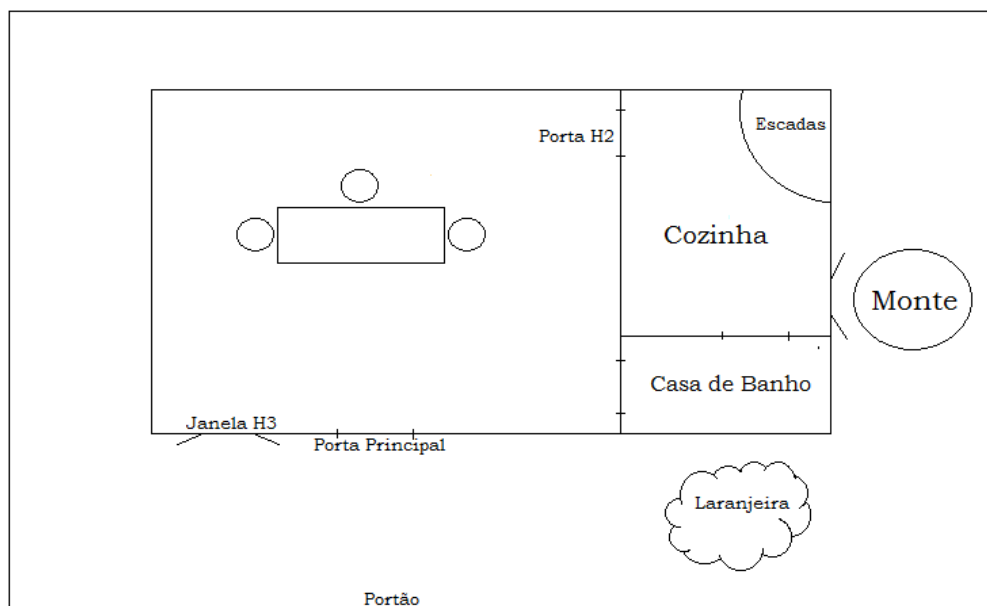 Escadas
Porta H2
Cozinha
Monte
Casa de Banho
Janela H3
Porta Principal
Laranjeira
Portão